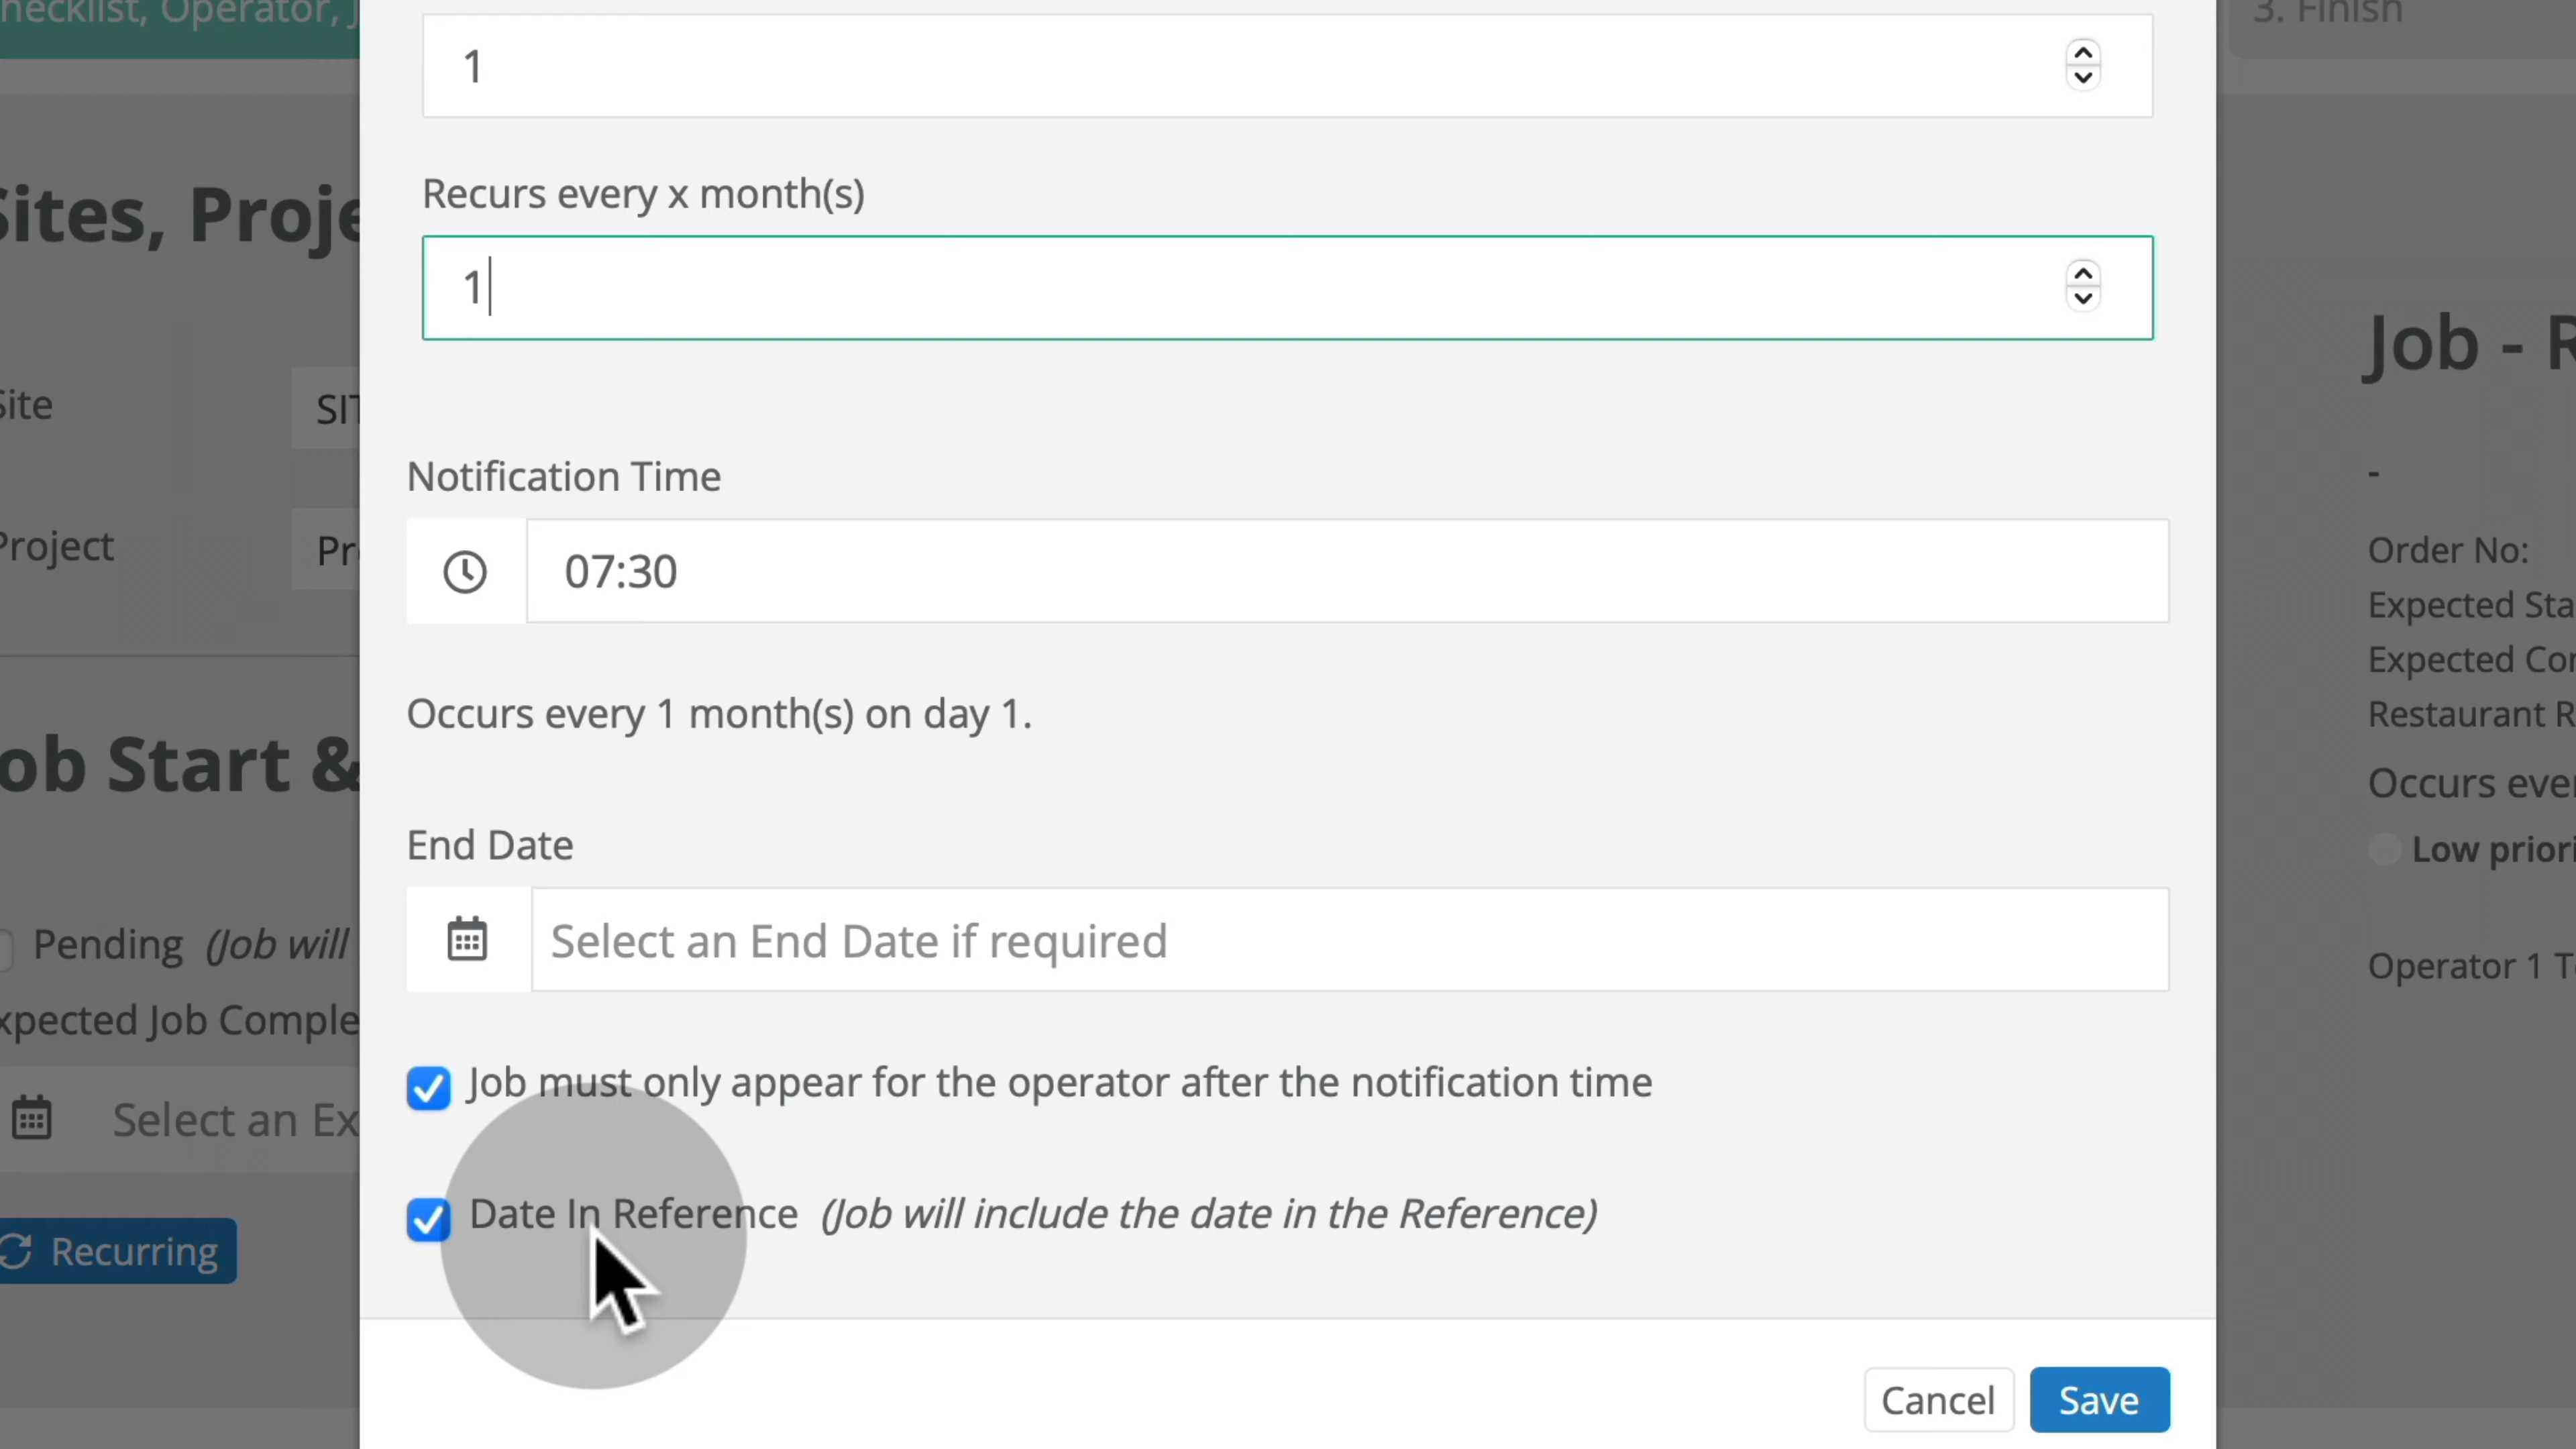 hecklist, Operator, J
3. Finish
1
Recurs every x month(s)
Sites, Proje
1
Job - R
Site
SIT
Notification Time
-
Project
Pr
07:30
Order No:
Expected Sta
Expected Con
Restaurant R
Occurs every 1 month(s) on day 1.
ob Start &
Occurs ever
End Date
Low priori
Pending (Job will
Select an End Date if required
Operator 1 Te
xpected Job Comple
Job must only appear for the operator after the notification time
Select an Ex
Date In Reference (Job will include the date in the Reference)
Recurring
Cancel
Save